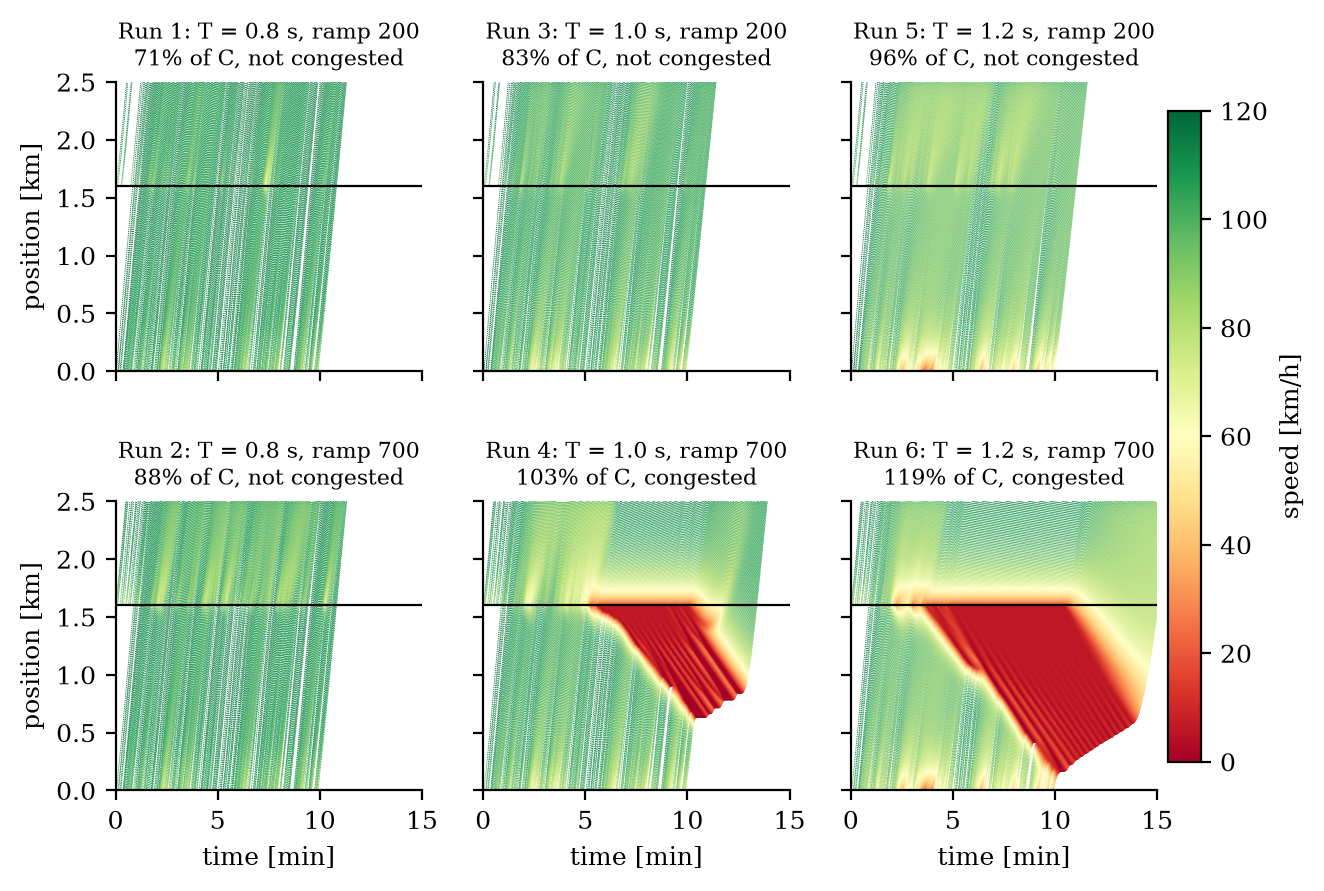 Run 1: T = 0.8 s, ramp 200
71% of C, not congested
Run 3: T = 1.0 s, ramp 200
83% of C, not congested
Run 5: T = 1.2 s, ramp 200
96% of C, not congested
2.5
2.0
1.5
1.0
0.5
0.0
position [km]
0
5
10
15
0
5
10
15
0
5
10
15
120
100
80
60
40
20
0
speed [km/h]
Run 2: T = 0.8 s, ramp 700
88% of C, not congested
Run 4: T = 1.0 s, ramp 700
103% of C, congested
Run 6: T = 1.2 s, ramp 700
119% of C, congested
2.5
2.0
1.5
1.0
0.5
0.0
position [km]
time [min]
time [min]
time [min]